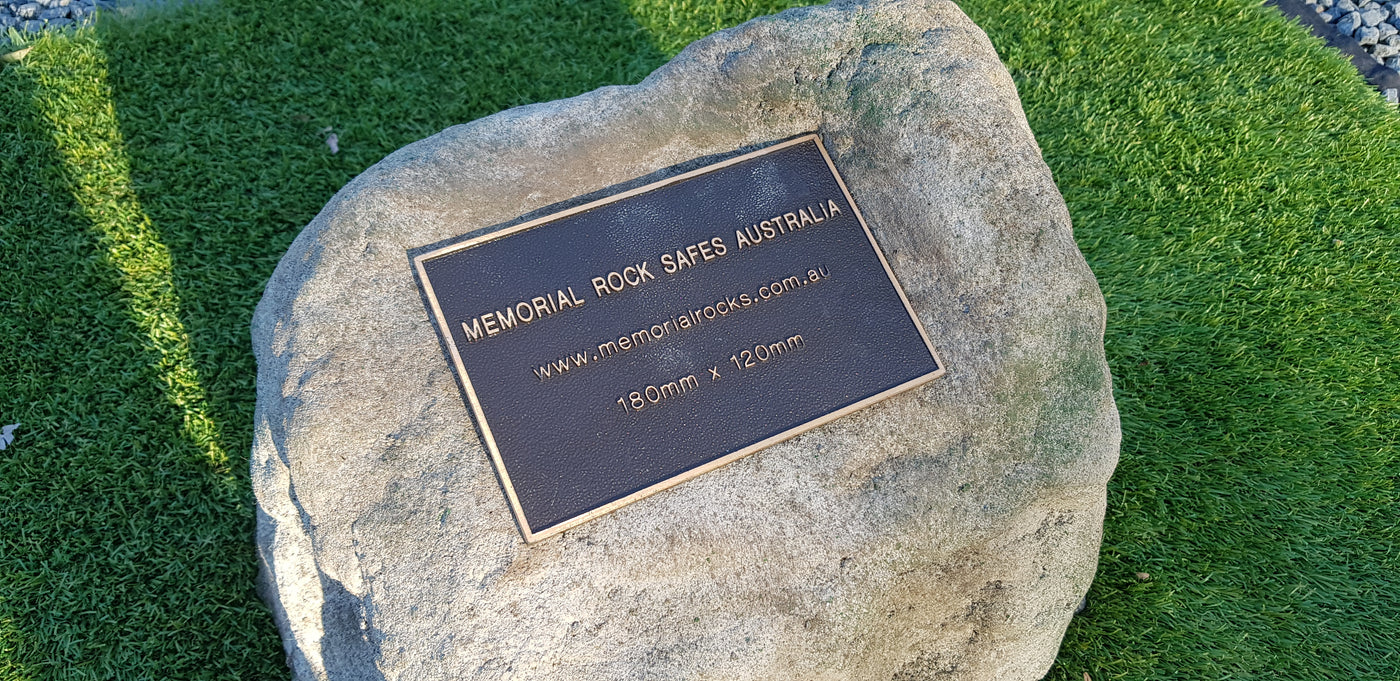 MEMORIAL ROCK SAFES AUSTRALIA
www.memorialrocks.com.au
180mm x 120mm